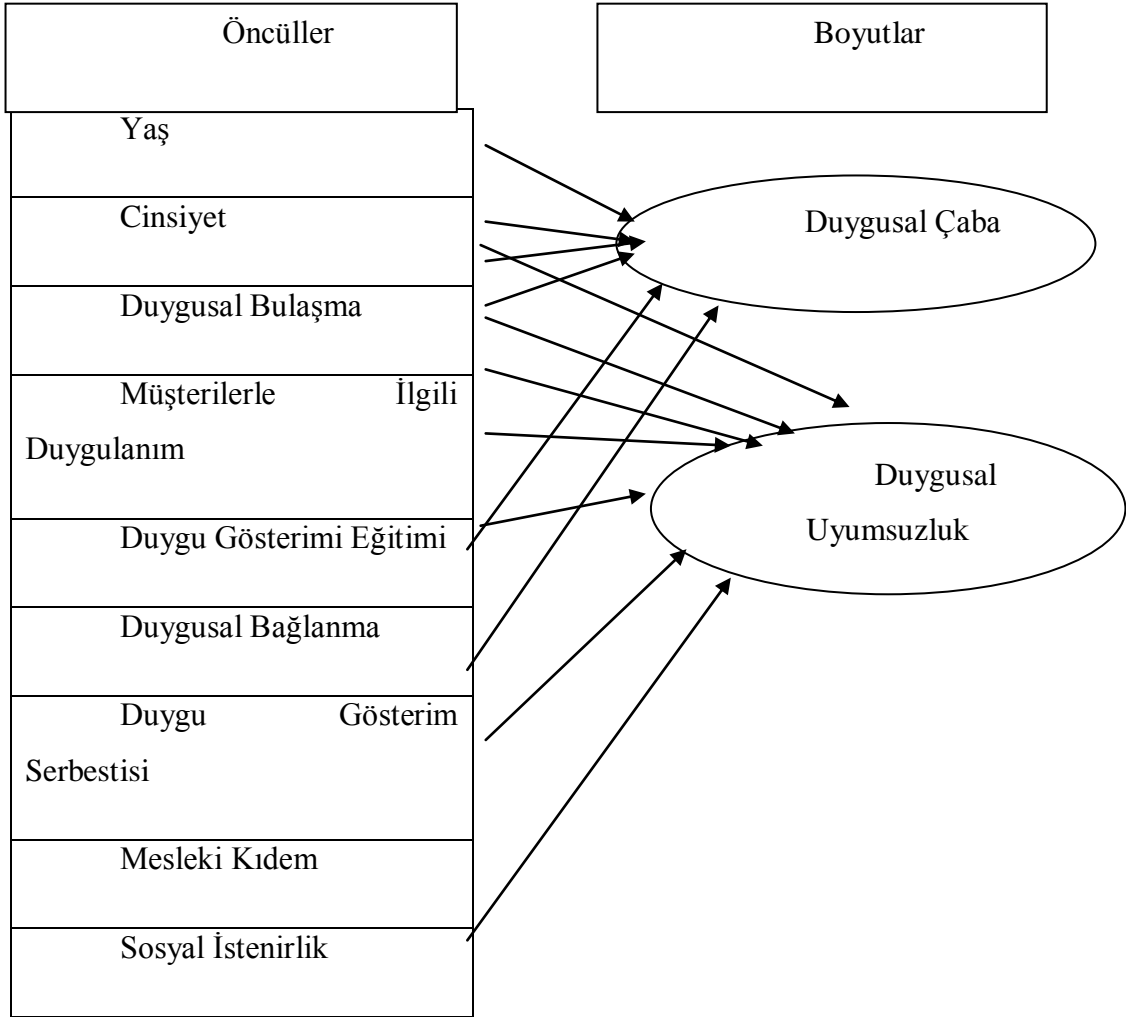 Öncüller
Boyutlar
Yaş
Cinsiyet
Duygusal Bulaşma
Müşterilerle İlgili
Duygulanım
Duygu Gösterimi Eğitimi
Duygusal Bağlanma
Duygu Gösterim
Serbestisi
Mesleki Kıdem
Sosyal İstenirlik
Duygusal Çaba
Duygusal
Uyumsuzluk